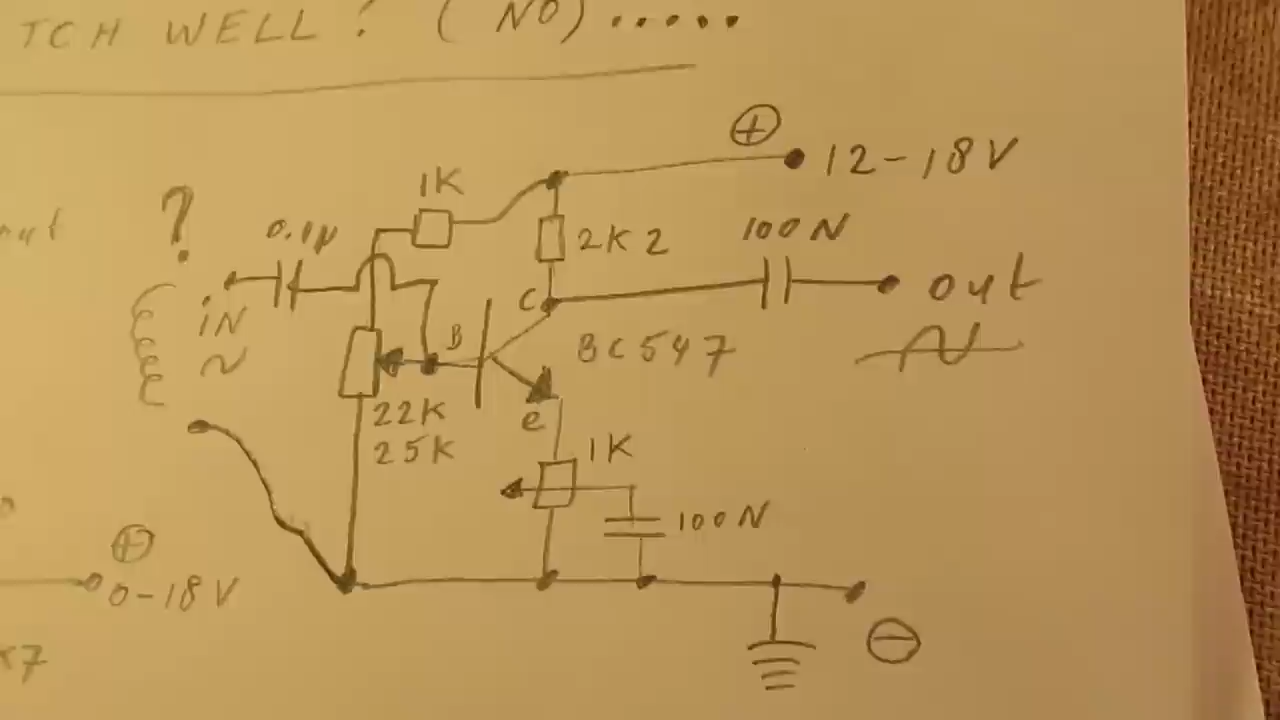 TCH WELL? (NO).....
+
12-18V
1K
?
0.1µ
2K2
100N
C
out
iN
B
BC547
22K
e
25K
1K
100N
+
0-18V
-